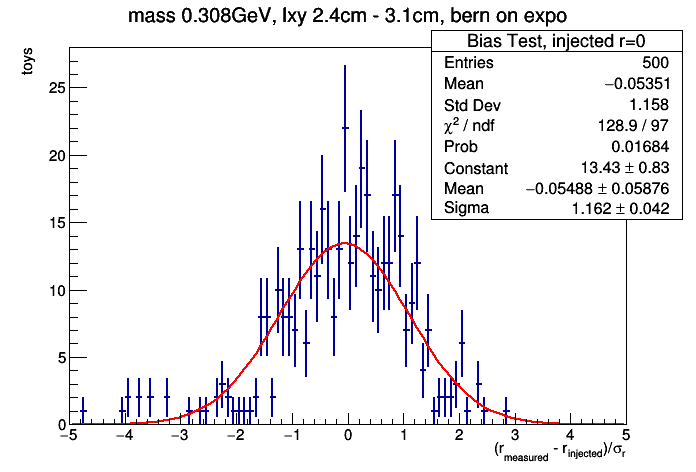 mass 0.308GeV, lxy 2.4cm - 3.1cm, bern on expo
toys
Bias Test, injected r=0
Entries 500
Mean −0.05351
Std Dev 1.158
χ² / ndf 128.9 / 97
Prob 0.01684
Constant 13.43 ± 0.83
Mean −0.05488 ± 0.05876
Sigma 1.162 ± 0.042
25
20
15
10
5
0
−5 −4 −3 −2 −1 0 1 2 3 4 5
(r_measured - r_injected)/σ_r